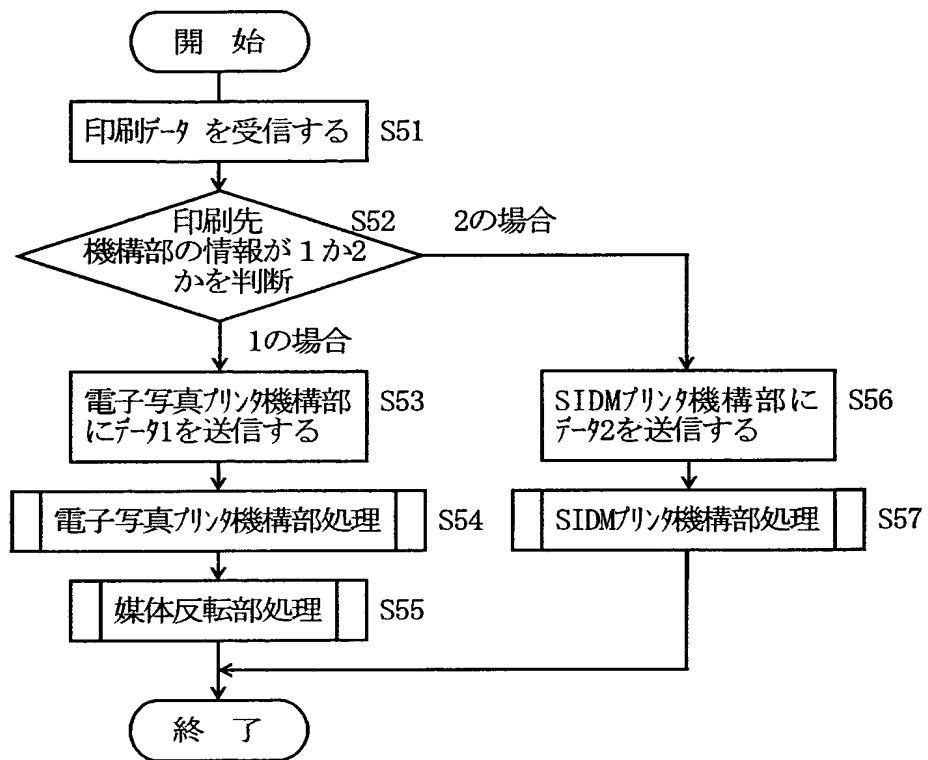 開 始
印刷データ を受信する
S51
印刷先
機構部の情報が1か2
かを判断
S52
2の場合
1の場合
電子写真プリンタ機構部
にデータ1を送信する
S53
SIDMプリンタ機構部に
データ2を送信する
S56
電子写真プリンタ機構部処理
S54
SIDMプリンタ機構部処理
S57
媒体反転部処理
S55
終 了